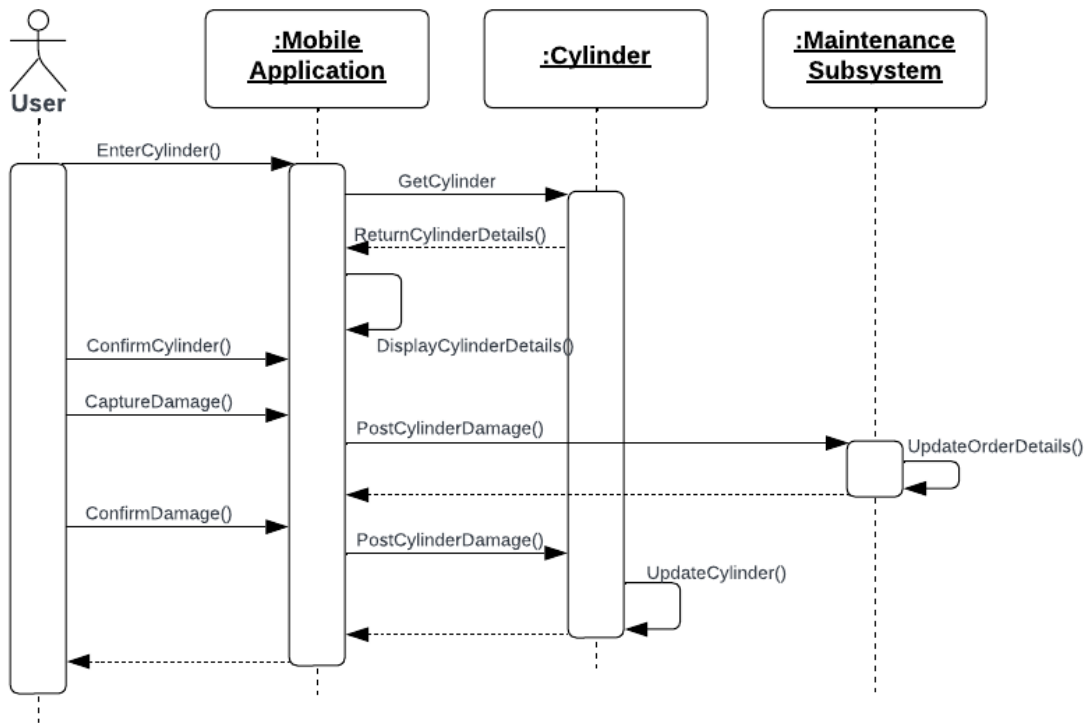 :Mobile
Application
:Cylinder
:Maintenance
Subsystem
User
EnterCylinder()
GetCylinder
ReturnCylinderDetails()
DisplayCylinderDetails()
ConfirmCylinder()
CaptureDamage()
PostCylinderDamage()
UpdateOrderDetails()
ConfirmDamage()
PostCylinderDamage()
UpdateCylinder()